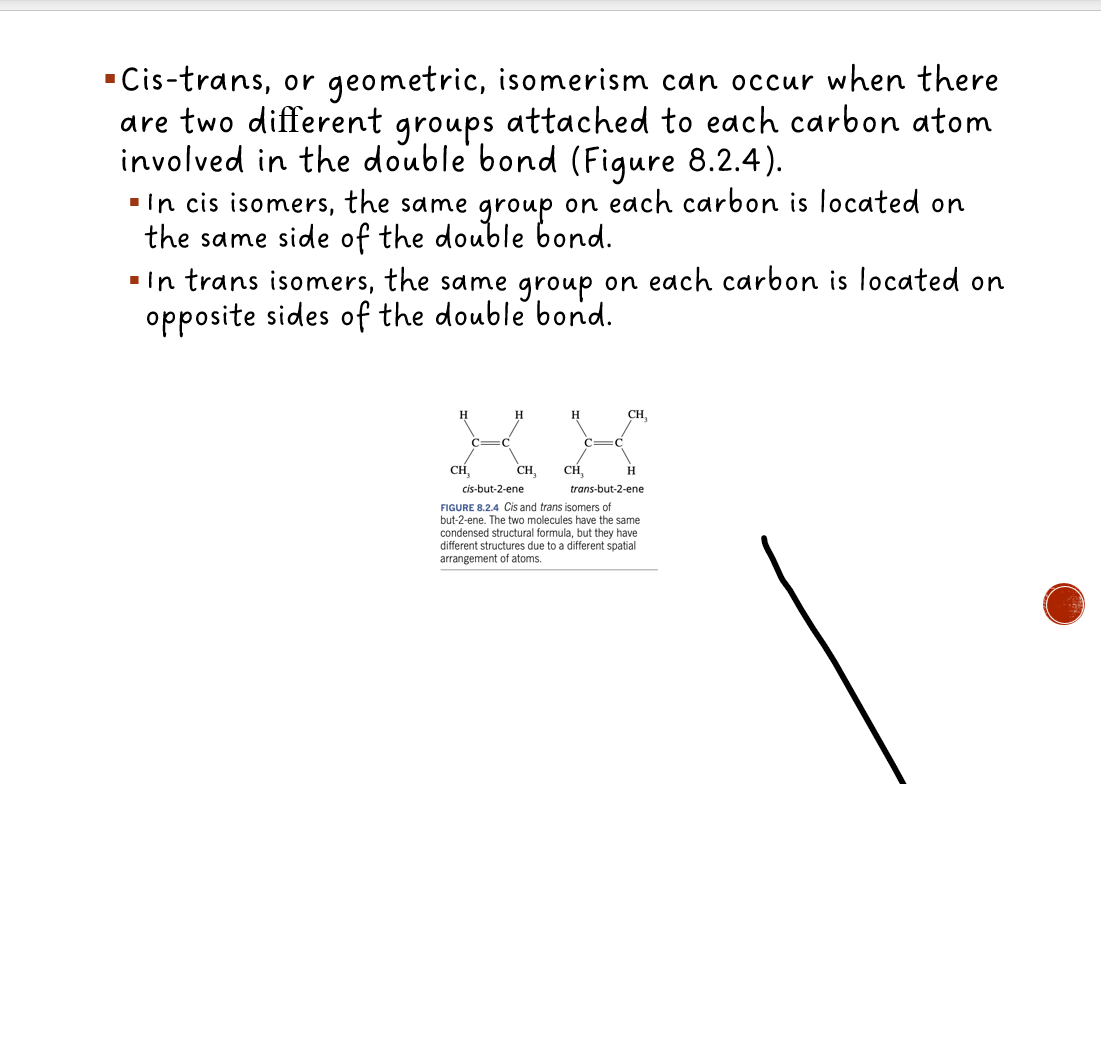 Cis-trans, or geometric, isomerism can occur when there
are two different groups attached to each carbon atom
involved in the double bond (Figure 8.2.4).
In cis isomers, the same group on each carbon is located on
the same side of the double bond.
In trans isomers, the same group on each carbon is located on
opposite sides of the double bond.
H H H CH₃
C=C C=C
CH₃ CH₃ CH₃ H
cis-but-2-ene trans-but-2-ene
FIGURE 8.2.4 Cis and trans isomers of
but-2-ene. The two molecules have the same
condensed structural formula, but they have
different structures due to a different spatial
arrangement of atoms.